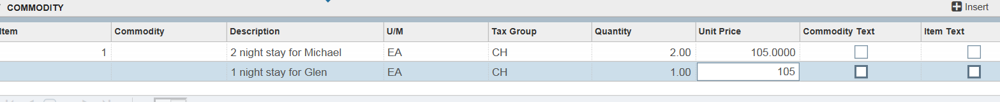 COMMODITY Insert
Item Commodity Description U/M Tax Group Quantity Unit Price Commodity Text Item Text
1 2 night stay for Michael EA CH 2.00 105.0000
1 night stay for Glen EA CH 1.00 105